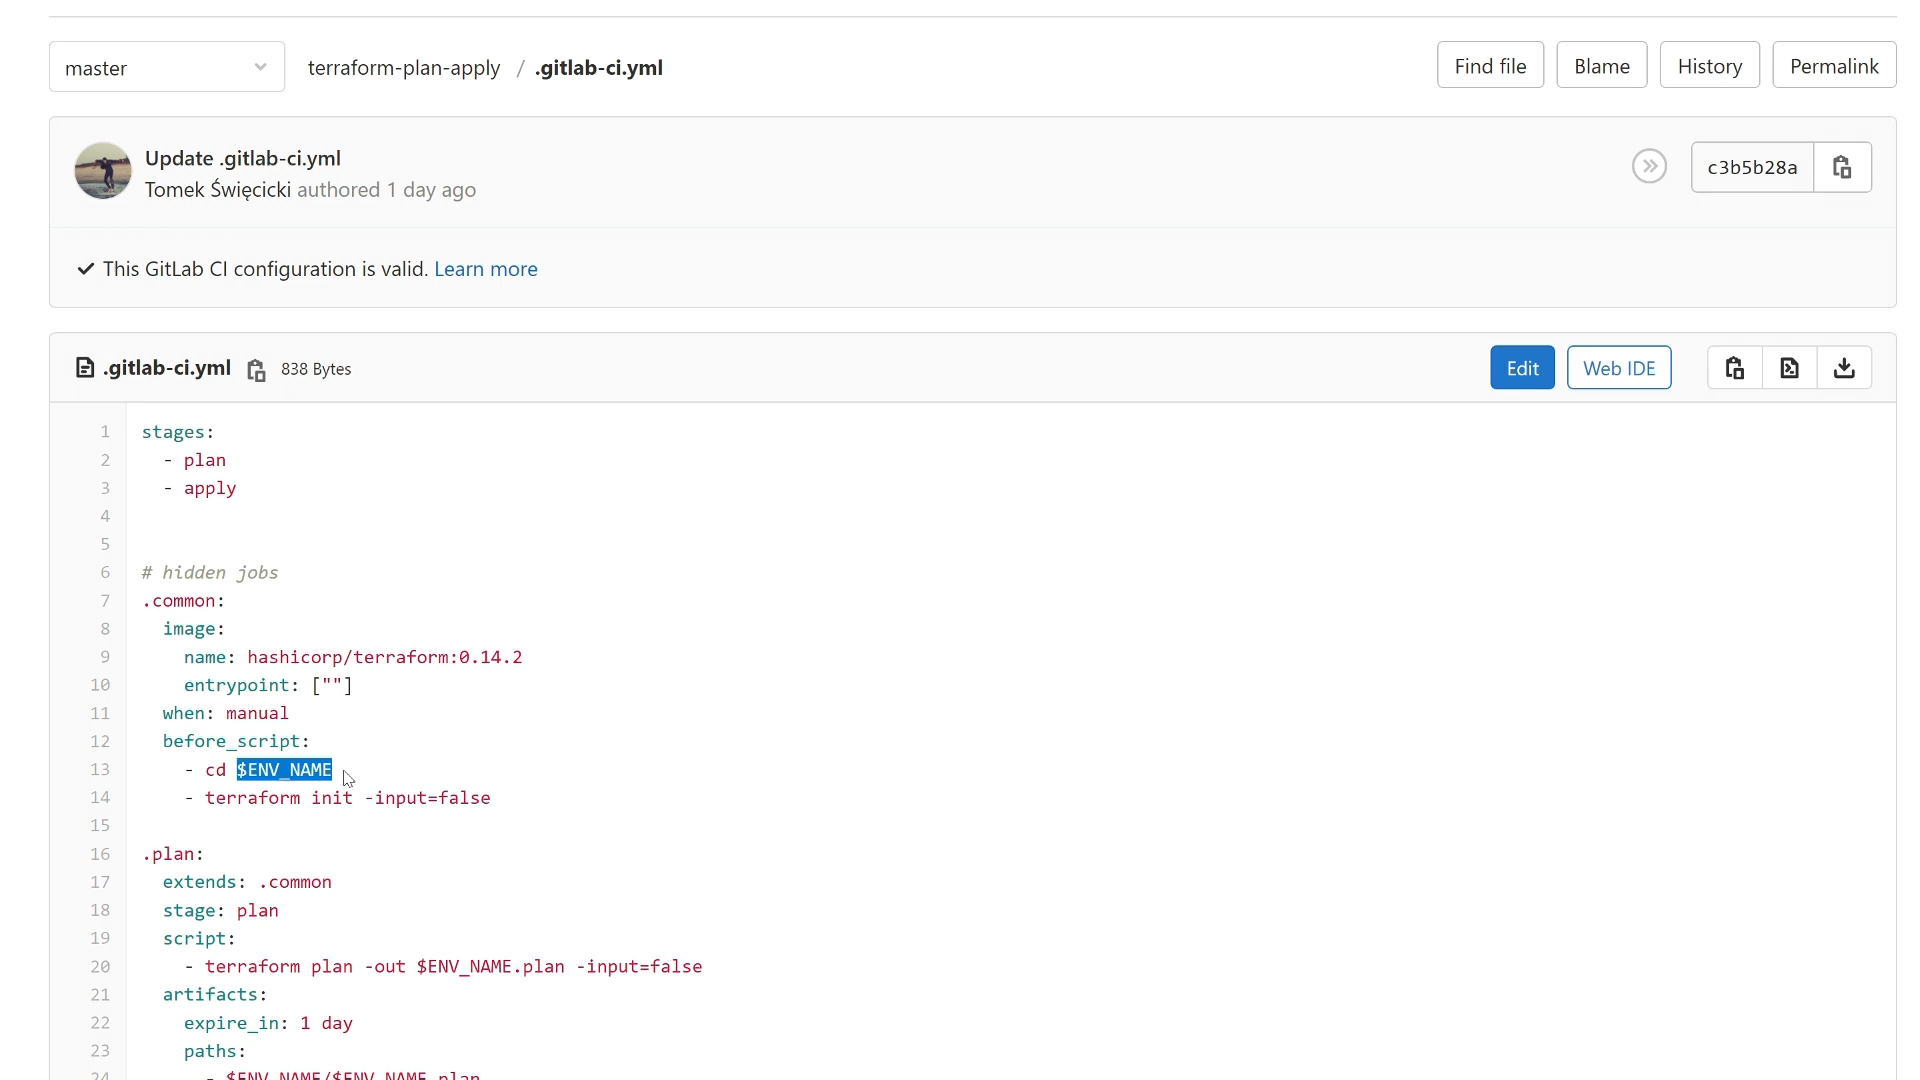 master
terraform-plan-apply / .gitlab-ci.yml
Find file
Blame
History
Permalink
Update .gitlab-ci.yml
Tomek Święcicki authored 1 day ago
c3b5b28a
This GitLab CI configuration is valid. Learn more
.gitlab-ci.yml 838 Bytes
Edit
Web IDE
1 stages:
2   - plan
3   - apply
4
5
6 # hidden jobs
7 .common:
8   image:
9     name: hashicorp/terraform:0.14.2
10     entrypoint: [""]
11   when: manual
12   before_script:
13     - cd $ENV_NAME
14     - terraform init -input=false
15
16 .plan:
17   extends: .common
18   stage: plan
19   script:
20     - terraform plan -out $ENV_NAME.plan -input=false
21   artifacts:
22     expire_in: 1 day
23     paths:
24       - $ENV_NAME/$ENV_NAME.plan